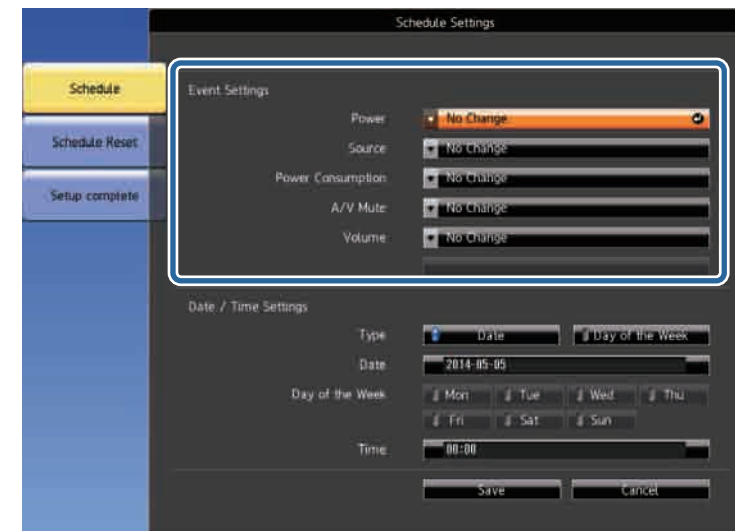 Schedule Settings
Schedule
Schedule Reset
Setup complete
Event Settings
Power No Change
Source No Change
Power Consumption No Change
A/V Mute No Change
Volume No Change
Date / Time Settings
Type Date Day of the Week
Date 2014-05-05
Day of the Week Mon Tue Wed Thu
Fri Sat Sun
Time 00:00
Save Cancel